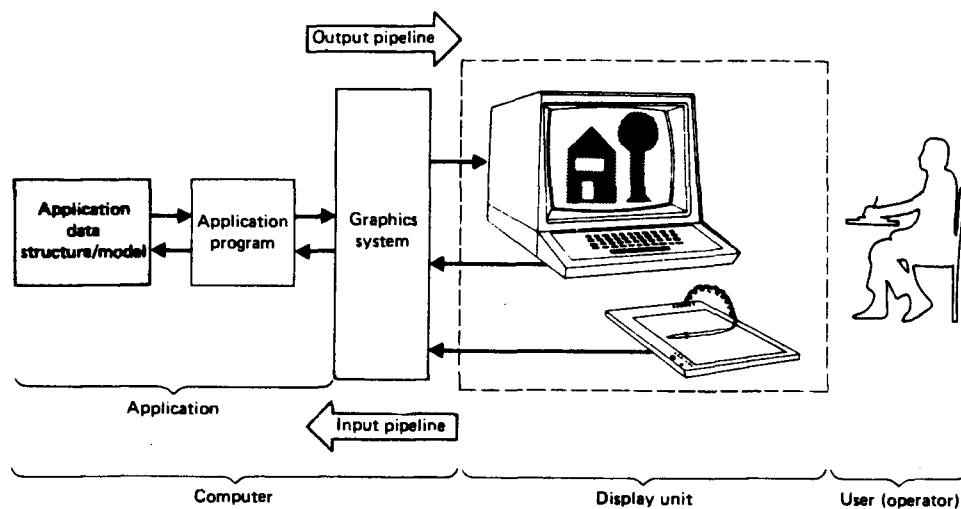 Output pipeline
Application
data
structure/model
Application
program
Graphics
system
Application
Input pipeline
Computer
Display unit
User (operator)